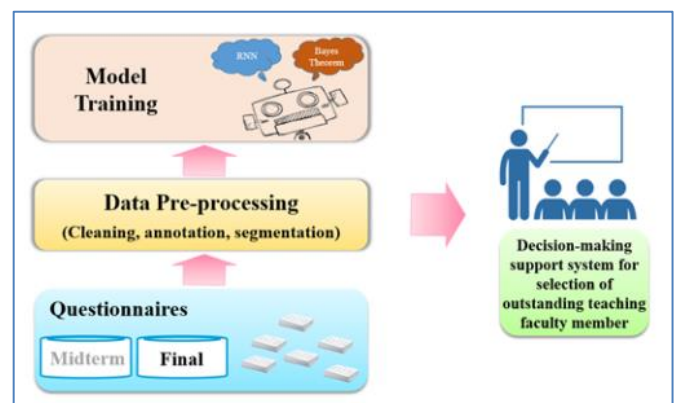 Model
Training
RNN
Bayes
Theorem
Data Pre-processing
(Cleaning, annotation, segmentation)
Questionnaires
Midterm
Final
Decision-making
support system for
selection of
outstanding teaching
faculty member